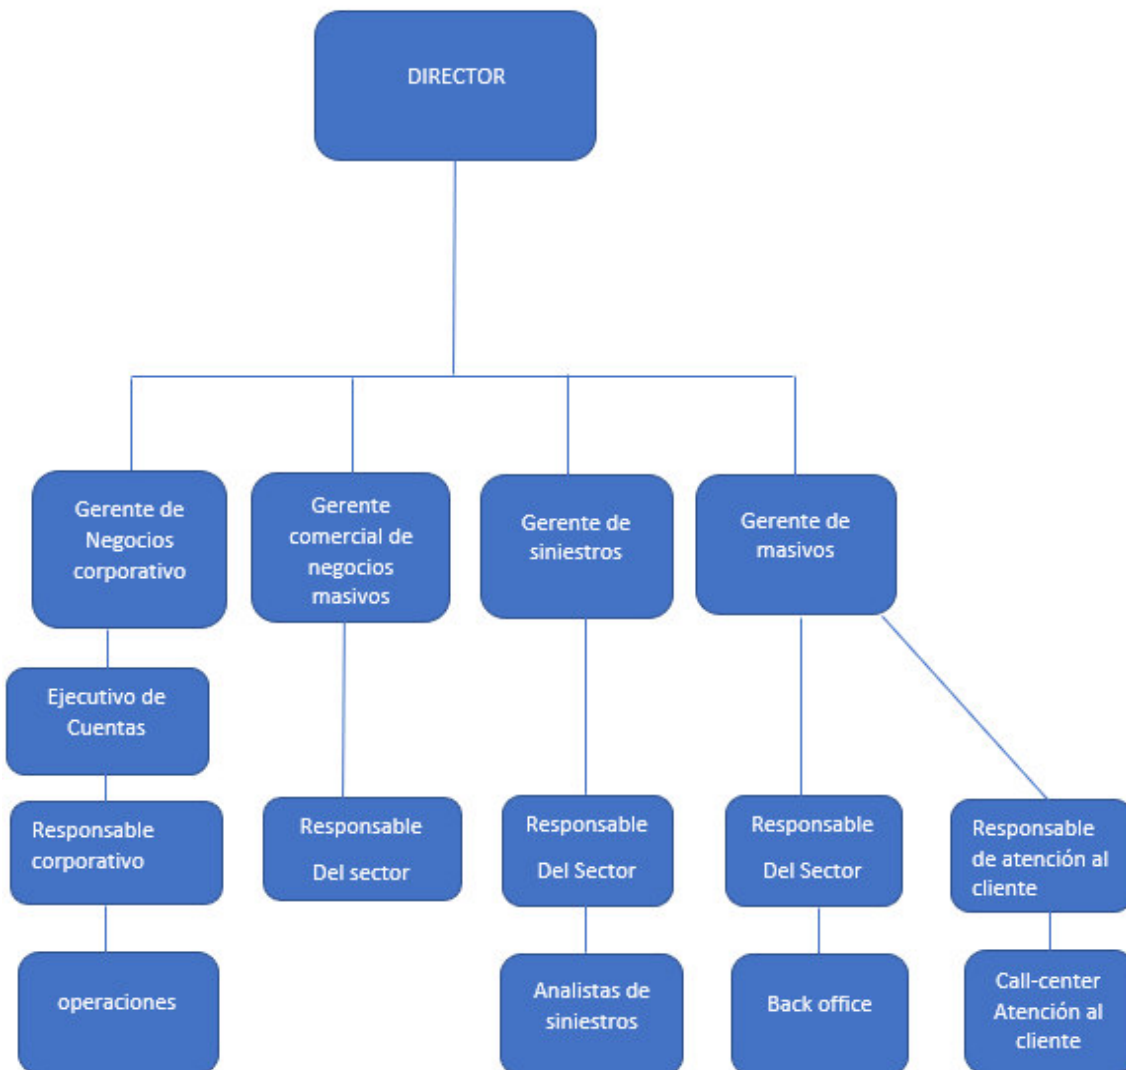 DIRECTOR
Gerente de
Negocios
corporativo
Gerente
comercial de
negocios
masivos
Gerente de
siniestros
Gerente de
masivos
Ejecutivo de
Cuentas
Responsable
corporativo
Responsable
Del sector
Responsable
Del Sector
Responsable
Del Sector
Responsable
de atención al
cliente
operaciones
Analistas de
siniestros
Back office
Call-center
Atención al
cliente